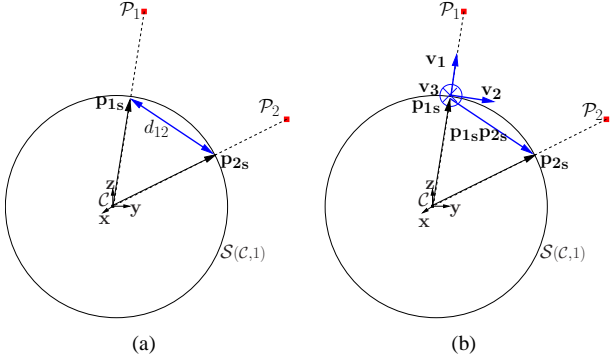 𝒫₁
p₁ₛ
d₁₂
𝒫₂
p₂ₛ
z
𝒞
y
x
𝒮(𝒞,1)
(a)
𝒫₁
v₁
v₃
v₂
p₁ₛ
𝒫₂
p₁ₛp₂ₛ
p₂ₛ
z
𝒞
y
x
𝒮(𝒞,1)
(b)